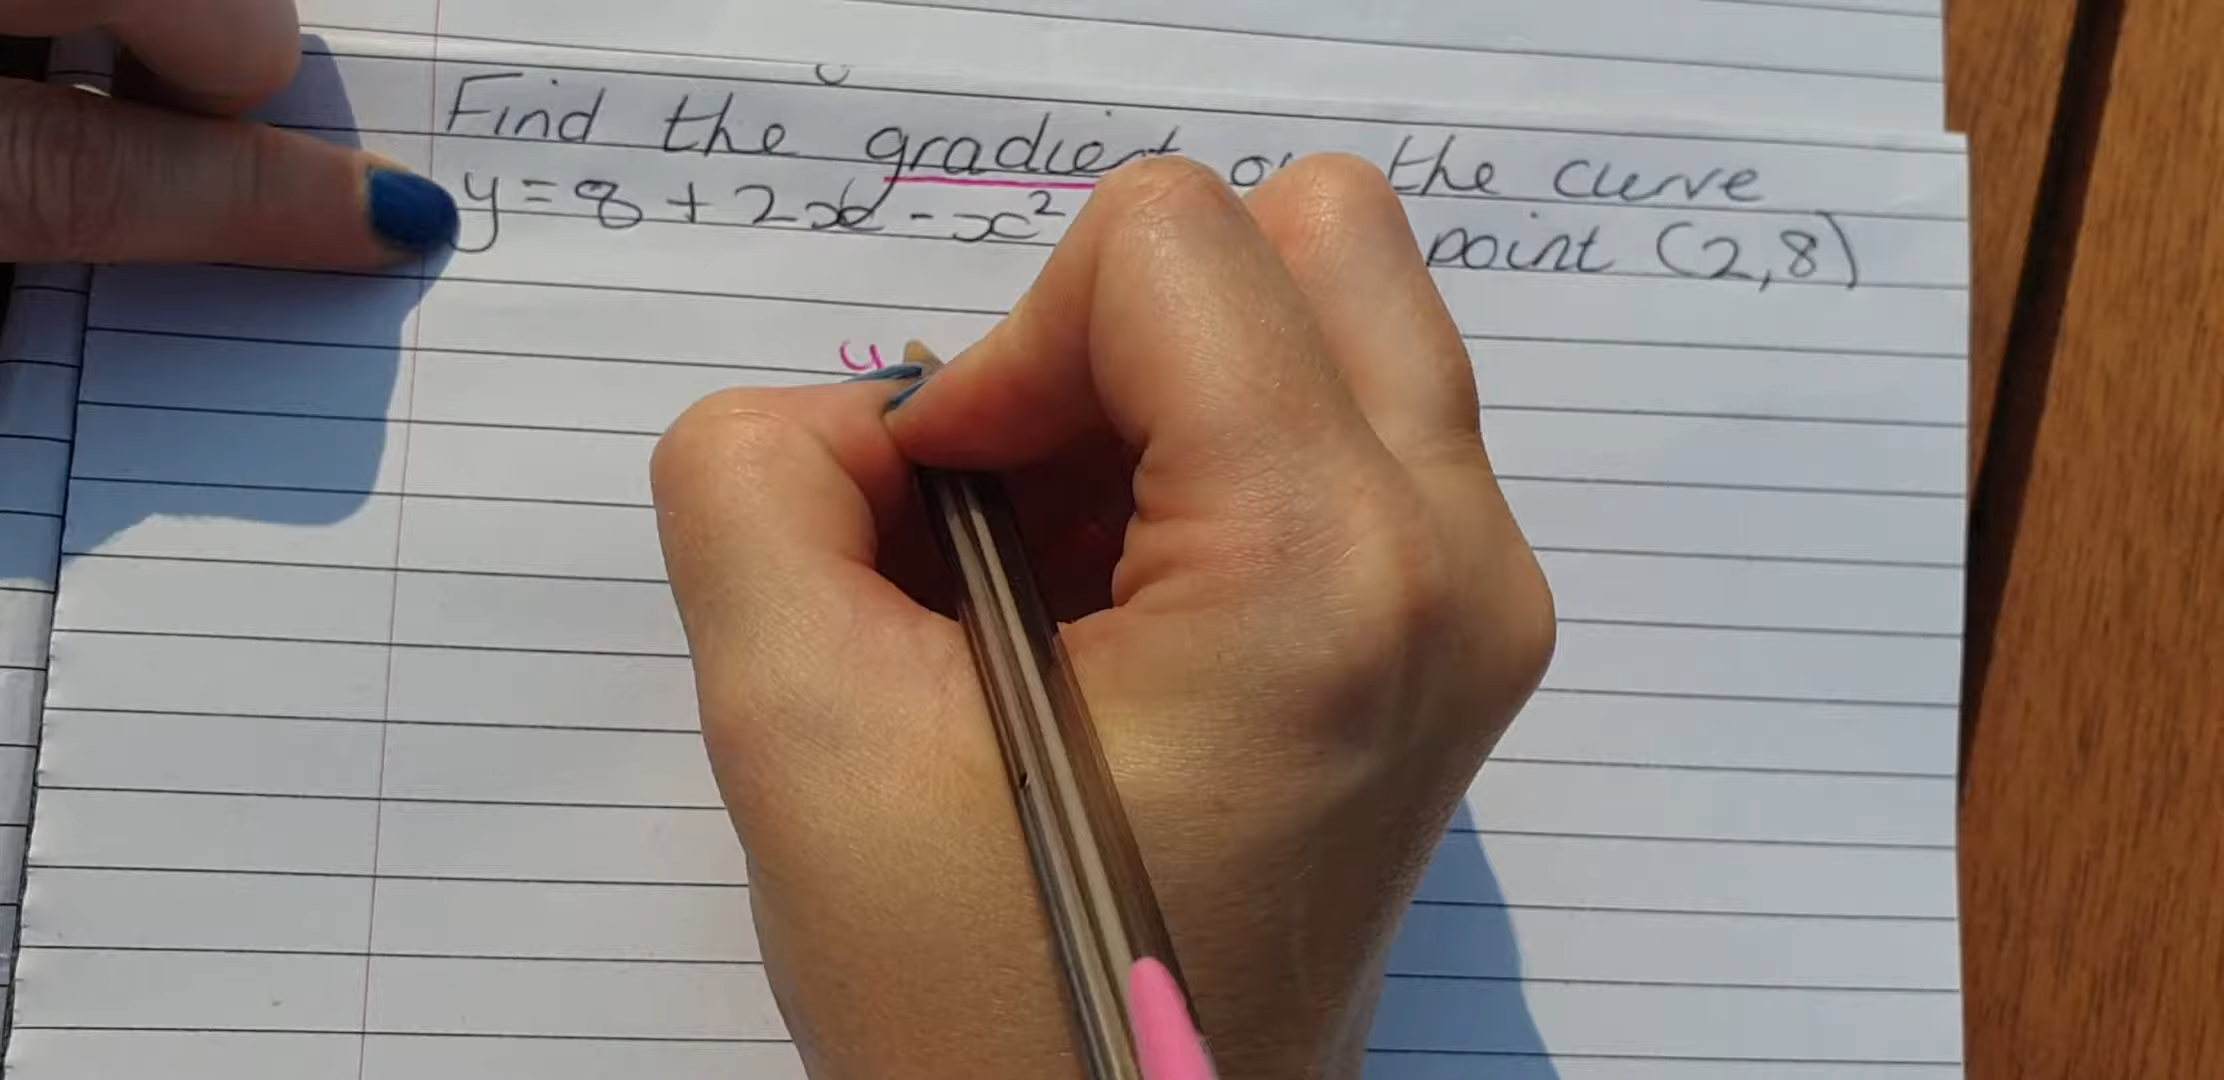 Find the gradient the curve
y = 8 + 2x - x² point (2,8)
y